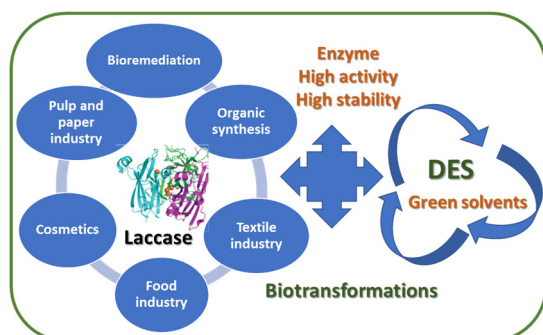 Bioremediation
Pulp and
paper
industry
Organic
synthesis
Cosmetics
Laccase
Textile
industry
Food
industry
Enzyme
High activity
High stability
DES
Green solvents
Biotransformations